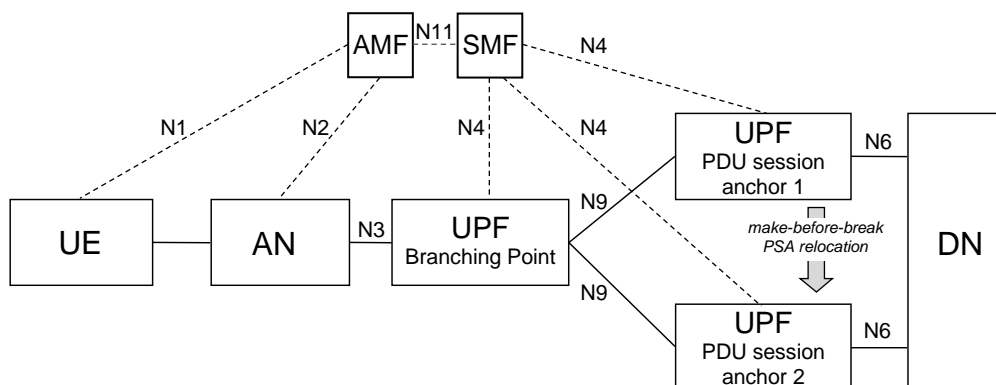 AMF
N11
SMF
N4
N1
N2
N4
N4
UPF
PDU session
anchor 1
N6
UE
AN
N3
UPF
Branching Point
N9
make-before-break
PSA relocation
DN
N9
UPF
PDU session
anchor 2
N6